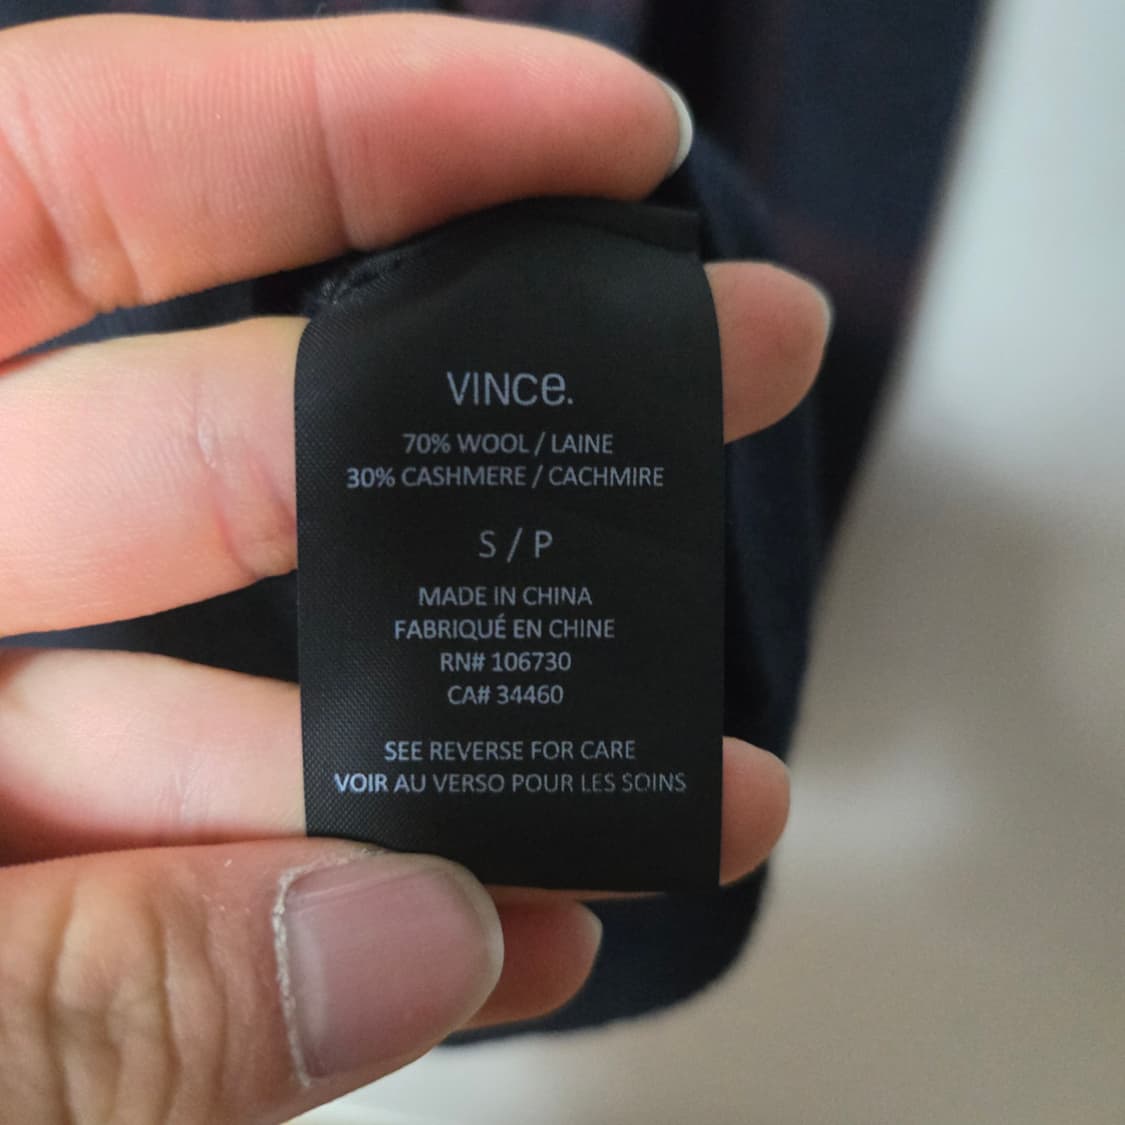 VINCe.
70% WOOL / LAINE
30% CASHMERE / CACHMIRE
S / P
MADE IN CHINA
FABRIQUÉ EN CHINE
RN# 106730
CA# 34460
SEE REVERSE FOR CARE
VOIR AU VERSO POUR LES SOINS